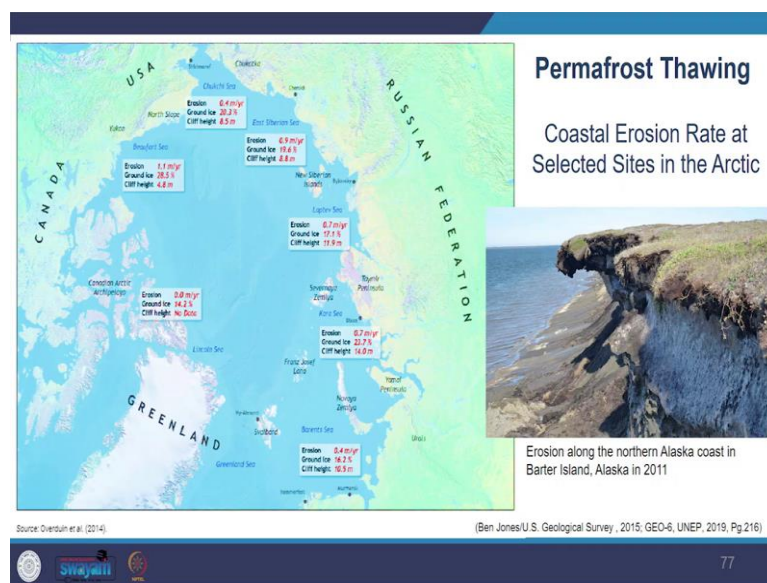 Permafrost Thawing
Coastal Erosion Rate at
Selected Sites in the Arctic
USA
CANADA
RUSSIAN FEDERATION
GREENLAND
Chukotka
Chukchi Sea
North Slope
Yukon
Beaufort Sea
East Siberian Sea
New Siberian
Islands
Laptev Sea
Taymyr
Peninsula
Severnaya
Zemlya
Kara Sea
Canadian Arctic
Archipelago
Lincoln Sea
Franz Josef
Land
Yamal
Peninsula
Novaya
Zemlya
Svalbard
Barents Sea
Urals
Greenland Sea
Murmansk
Erosion 0.4 m/yr
Ground ice 20.3 %
Cliff height 8.5 m
Erosion 0.9 m/yr
Ground ice 19.6 %
Cliff height 8.8 m
Erosion 1.1 m/yr
Ground ice 28.5 %
Cliff height 4.8 m
Erosion 0.7 m/yr
Ground ice 17.1 %
Cliff height 11.9 m
Erosion 0.0 m/yr
Ground ice 14.2 %
Cliff height No Data
Erosion 0.7 m/yr
Ground ice 23.7 %
Cliff height 14.0 m
Erosion 0.4 m/yr
Ground ice 16.2 %
Cliff height 10.5 m
Erosion along the northern Alaska coast in
Barter Island, Alaska in 2011
Source: Overduin et al. (2014).
(Ben Jones/U.S. Geological Survey , 2015; GEO-6, UNEP, 2019, Pg.216)
swayam
77